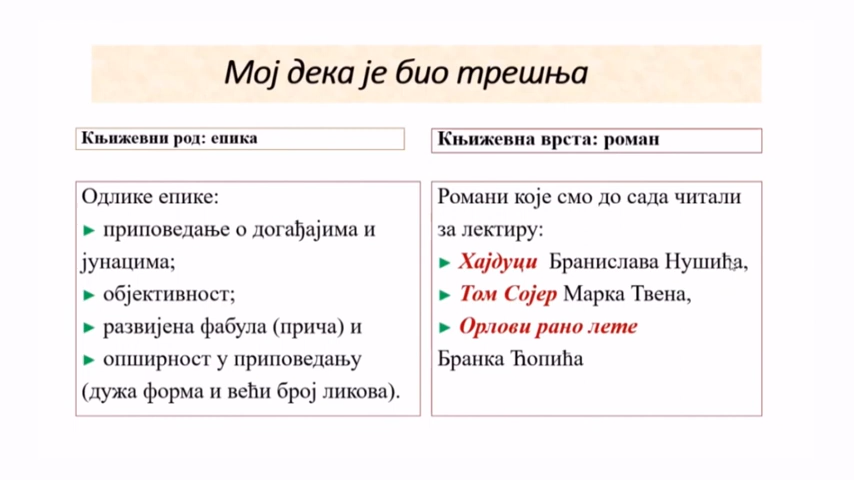 Мој дека је био трешња
Књижевни род: епика
Књижевна врста: роман
Одлике епике:
► приповедање о догађајима и
јунацима;
► објективност;
► развијена фабула (прича) и
► опширност у приповедању
(дужа форма и већи број ликова).
Романи које смо до сада читали
за лектиру:
► Хајдуци Бранислава Нушића,
► Том Сојер Марка Твена,
► Орлови рано лете
Бранка Ћопића